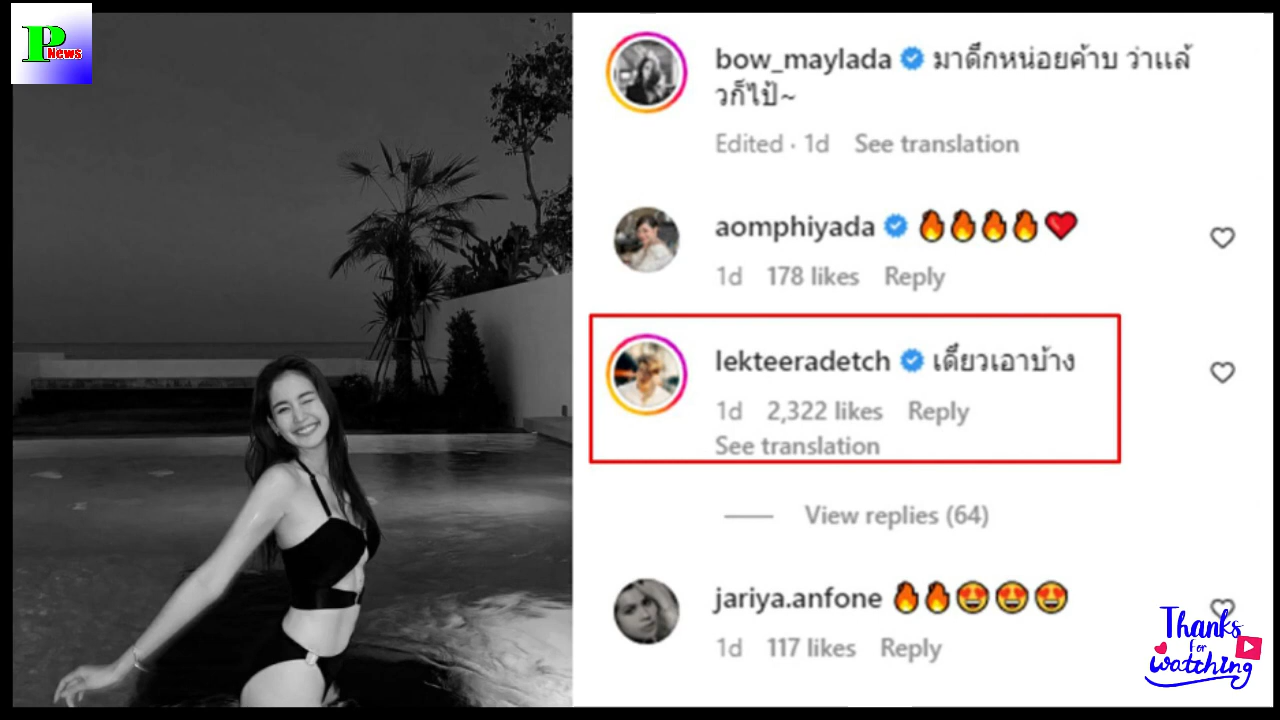 P
News
bow_maylada มาดึกหน่อยค้าบ ว่าแล้
วก็ไป้~
Edited · 1d See translation
aomphiyada 🔥🔥🔥🔥❤️
1d 178 likes Reply
lekteeradetch เดี๊ยวเอาบ้าง
1d 2,322 likes Reply
See translation
View replies (64)
jariya.anfone 🔥🔥😍😍😍
1d 117 likes Reply
Thanks
for
watching